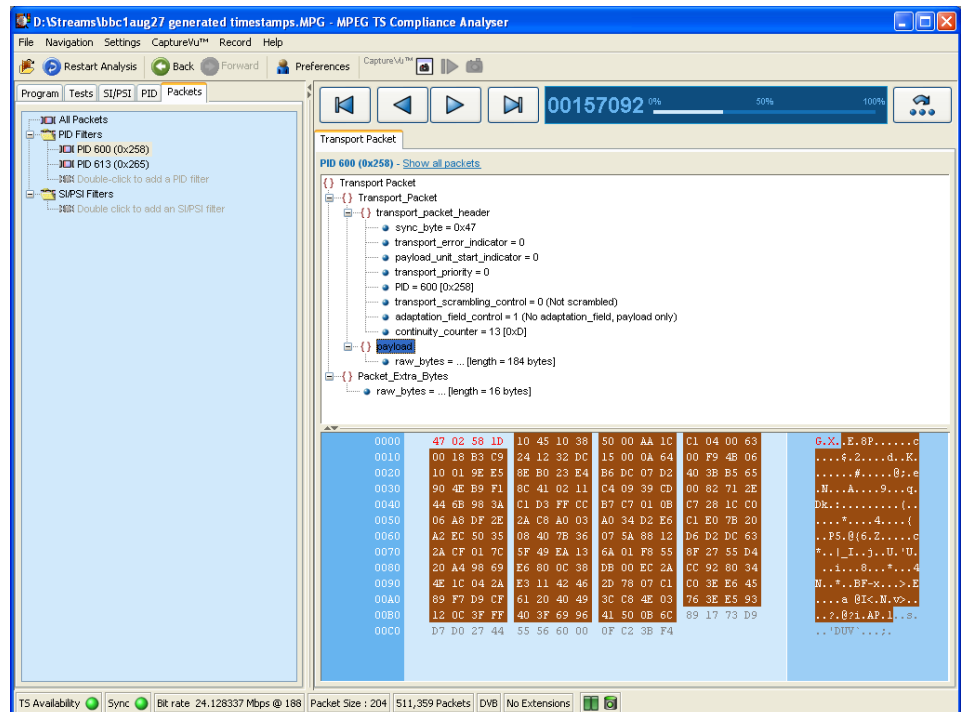 D:\Streams\bbc1aug27 generated timestamps.MPG - MPEG TS Compliance Analyser
File Navigation Settings CaptureVu™ Record Help
Restart Analysis Back Forward Preferences CaptureVu™
Program Tests SI/PSI PID Packets
All Packets
PID Filters
PID 600 (0x258)
PID 613 (0x265)
Double-click to add a PID filter
SI/PSI Filters
Double click to add an SI/PSI filter
00157092 0% 50% 100%
Transport Packet
PID 600 (0x258) - Show all packets
{} Transport Packet
{} Transport_Packet
{} transport_packet_header
sync_byte = 0x47
transport_error_indicator = 0
payload_unit_start_indicator = 0
transport_priority = 0
PID = 600 [0x258]
transport_scrambling_control = 0 (Not scrambled)
adaptation_field_control = 1 (No adaptation_field, payload only)
continuity_counter = 13 [0xD]
{} payload
raw_bytes = ... [length = 184 bytes]
{} Packet_Extra_Bytes
raw_bytes = ... [length = 16 bytes]
0000 47 02 58 1D 10 45 10 38 50 00 AA 1C C1 04 00 63 G.X..E.8P......c
0010 00 18 B3 C9 24 12 32 DC 15 00 0A 64 00 F9 4B 06 ....$.2....d..K.
0020 10 01 9E E5 8E B0 23 E4 B6 DC 07 D2 40 3B B5 65 ......#.....@;.e
0030 90 4E B9 F1 8C 41 02 11 C4 09 39 CD 00 82 71 2E .N...A....9...q.
0040 44 6B 98 3A C1 D3 FF CC B7 C7 01 0B C7 28 1C C0 Dk.:.........(..
0050 06 A8 DF 2E 2A C8 A0 03 A0 34 D2 E6 C1 E0 7B 20 ....*....4....{
0060 A2 EC 50 35 08 40 7B 36 07 5A 88 12 D6 D2 DC 63 ..P5.@{6.Z.....c
0070 2A CF 01 7C 5F 49 EA 13 6A 01 F8 55 8F 27 55 D4 *..|_I..j..U.'U.
0080 20 A4 98 69 E6 80 0C 38 DB 00 EC 2A CC 92 80 34 ..i...8...*...4
0090 4E 1C 04 2A E3 11 42 46 2D 78 07 C1 C0 3E E6 45 N..*..BF-x...>.E
00A0 89 F7 D9 CF 61 20 40 49 3C C8 4E 03 76 3E E5 93 ....a @I<.N.v>..
00B0 12 0C 3F FF 40 3F 69 96 41 50 0B 6C 89 17 73 D9 ..?.@?i.AP.l..s.
00C0 D7 D0 27 44 55 56 60 00 0F C2 3B F4 ..'DUV`...;.
TS Availability Sync Bit rate 24.128337 Mbps @ 188 Packet Size : 204 511,359 Packets DVB No Extensions